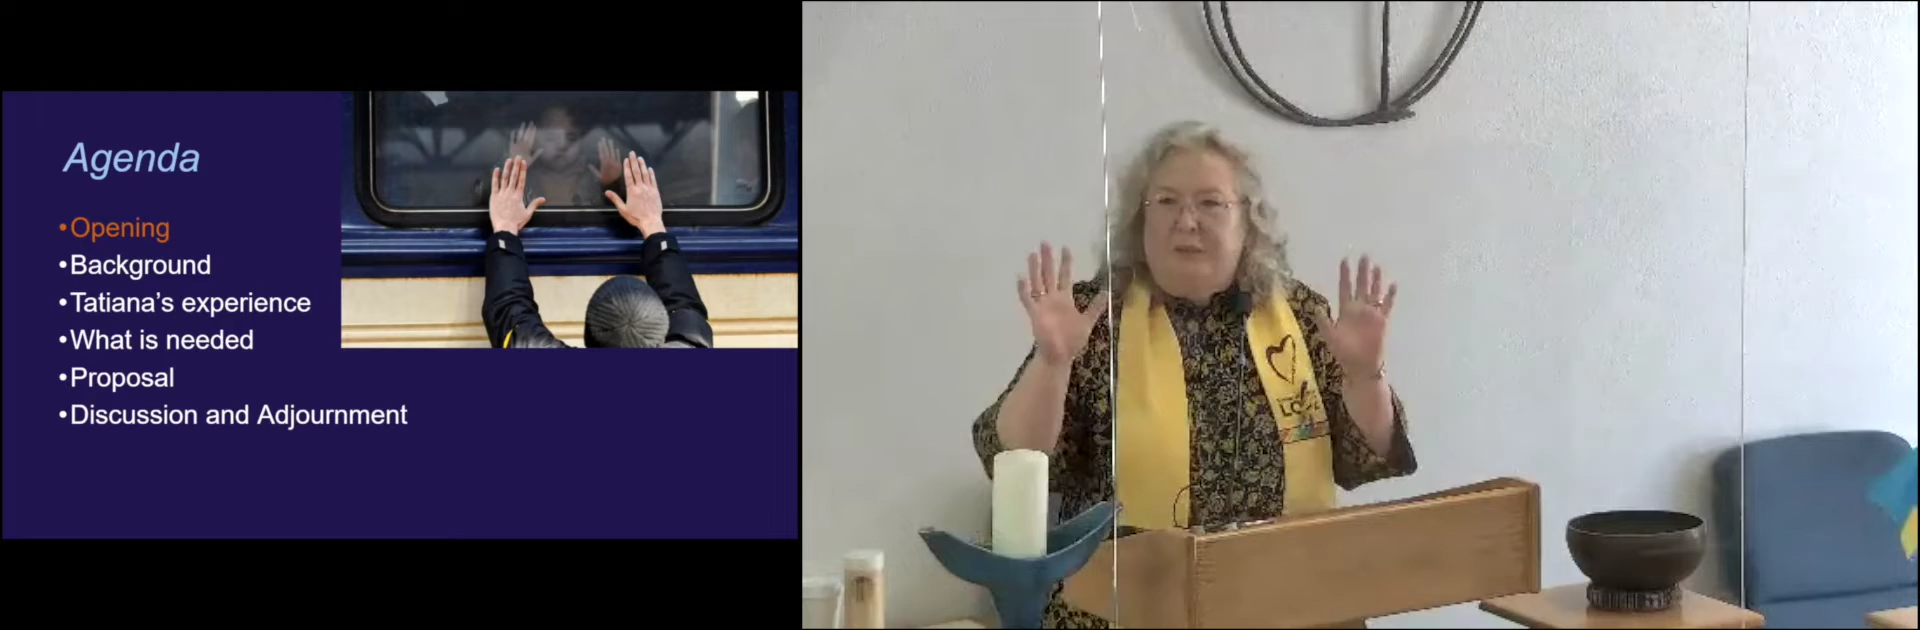 Agenda
•Opening
•Background
•Tatiana's experience
•What is needed
•Proposal
•Discussion and Adjournment